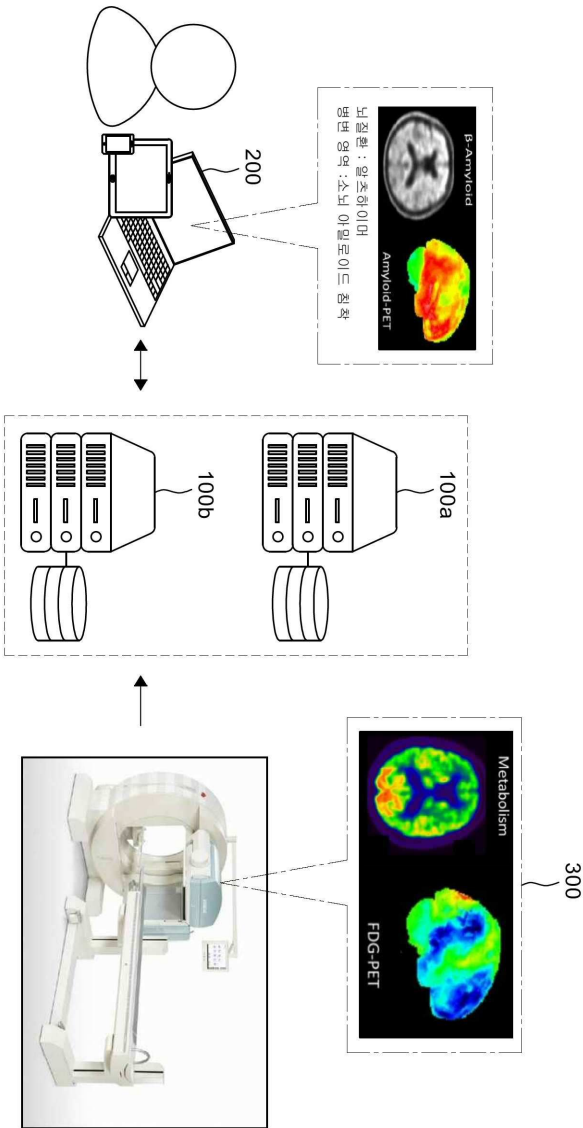 300
Metabolism
FDG-PET
100a
100b
β-Amyloid
Amyloid-PET
뇌질환 : 알츠하이머
병변 영역 :소뇌 아밀로이드 침착
200